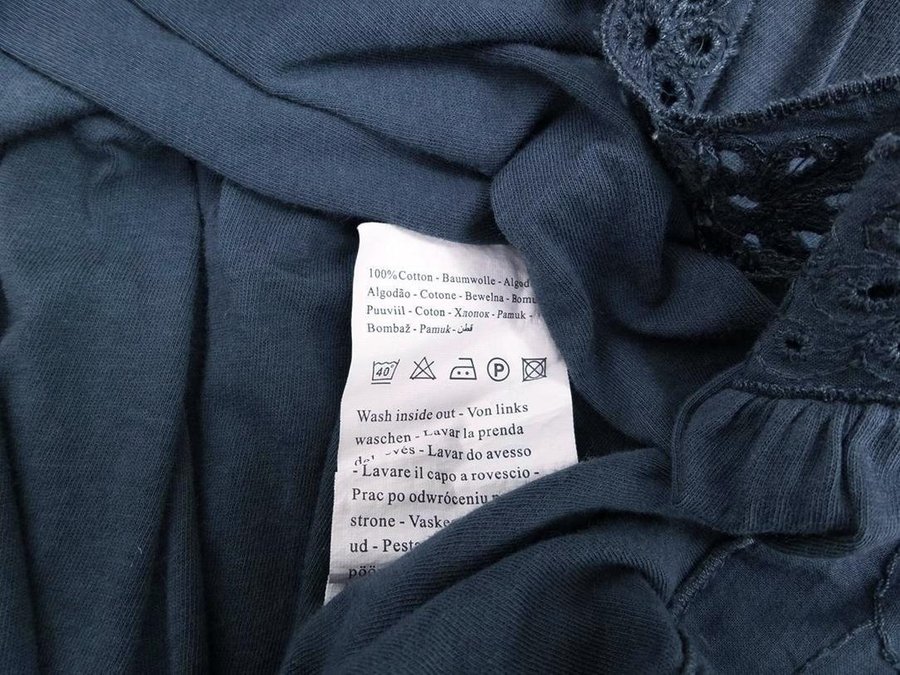 100%Cotton - Baumwolle - Algod
Algodão - Cotone - Bewelna - Bomu
Puuvill - Coton - Хлопок - Pamuk -
Bombaž - Pamuk - قطن
40°
P
Wash inside out - Von links
waschen - Lavar la prenda
del revés - Lavar do avesso
- Lavare il capo a rovescio -
Prac po odwróceniu
strone - Vaske
ud - Pesta
pöö